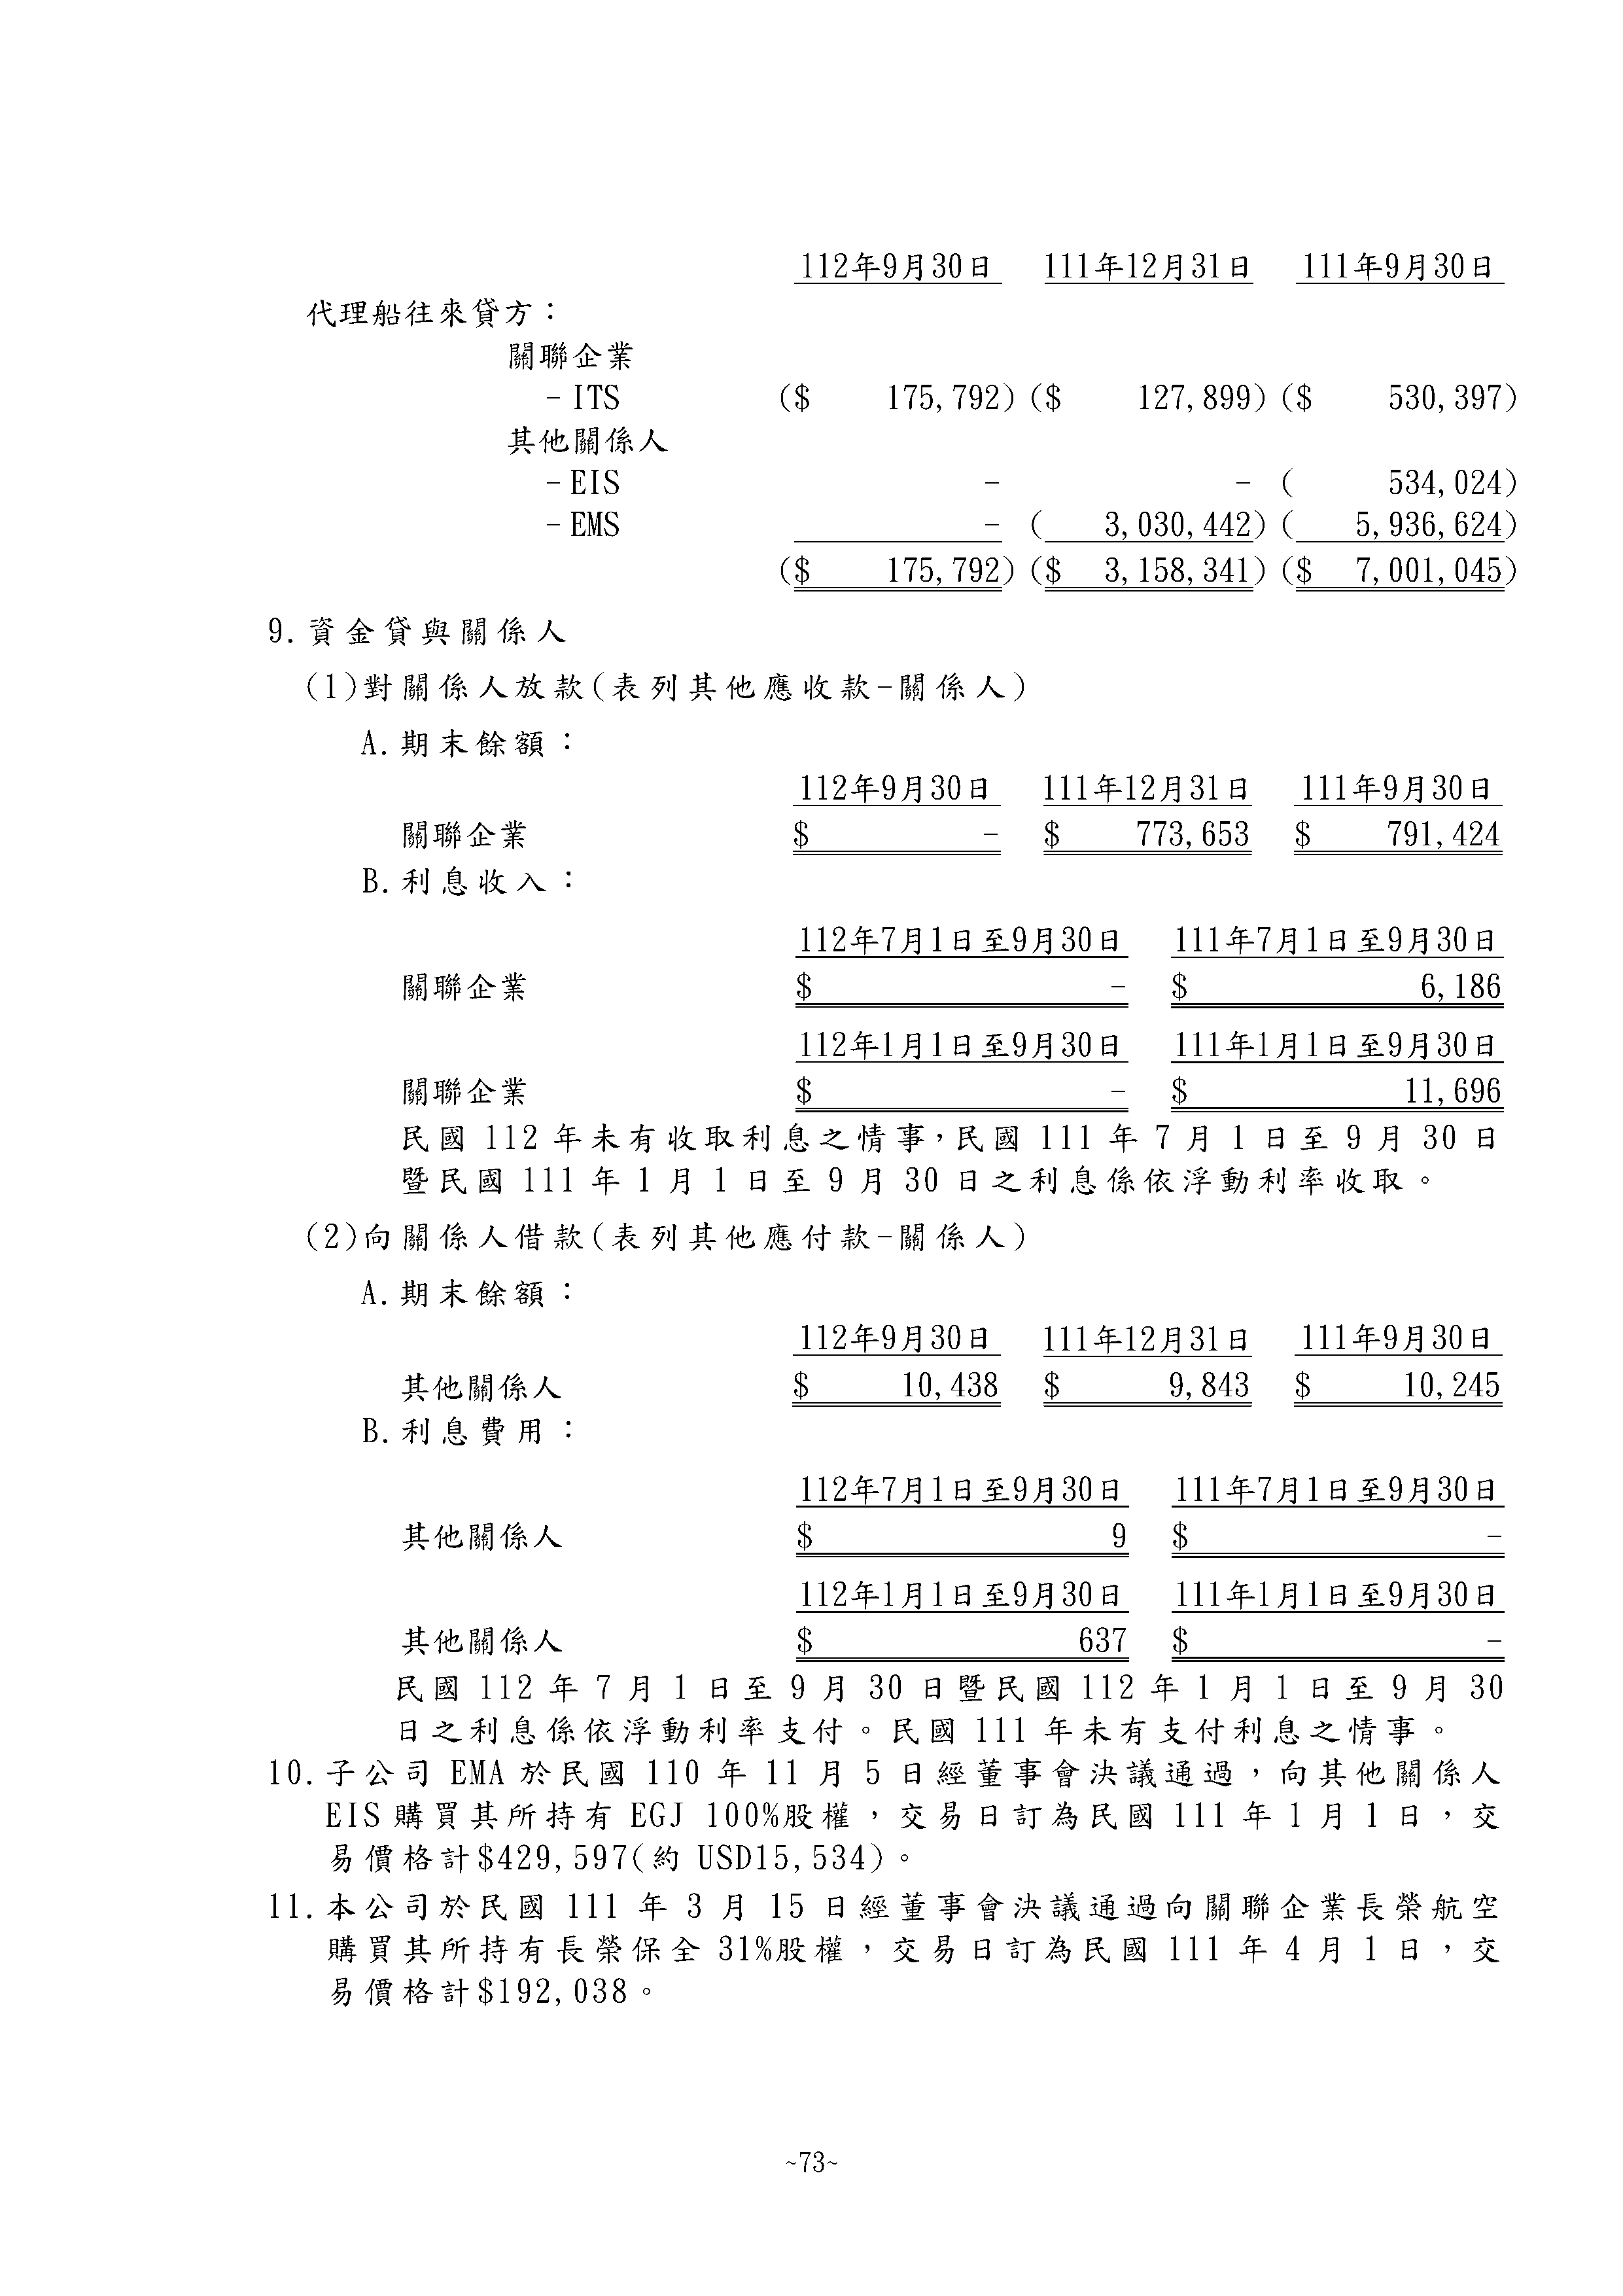 112年9月30日 111年12月31日 111年9月30日
代理船往來貸方：
關聯企業
-ITS ($ 175,792) ($ 127,899) ($ 530,397)
其他關係人
-EIS - - ( 534,024)
-EMS - ( 3,030,442) ( 5,936,624)
($ 175,792) ($ 3,158,341) ($ 7,001,045)
9.資金貸與關係人
(1)對關係人放款(表列其他應收款-關係人)
A.期末餘額：
112年9月30日 111年12月31日 111年9月30日
關聯企業 $ - $ 773,653 $ 791,424
B.利息收入：
112年7月1日至9月30日 111年7月1日至9月30日
關聯企業 $ - $ 6,186
112年1月1日至9月30日 111年1月1日至9月30日
關聯企業 $ - $ 11,696
民國 112 年未有收取利息之情事，民國 111 年 7 月 1 日至 9 月 30 日
暨民國 111 年 1 月 1 日至 9 月 30 日之利息係依浮動利率收取。
(2)向關係人借款(表列其他應付款-關係人)
A.期末餘額：
112年9月30日 111年12月31日 111年9月30日
其他關係人 $ 10,438 $ 9,843 $ 10,245
B.利息費用：
112年7月1日至9月30日 111年7月1日至9月30日
其他關係人 $ 9 $ -
112年1月1日至9月30日 111年1月1日至9月30日
其他關係人 $ 637 $ -
民國 112 年 7 月 1 日至 9 月 30 日暨民國 112 年 1 月 1 日至 9 月 30
日之利息係依浮動利率支付。民國 111 年未有支付利息之情事。
10.子公司 EMA 於民國 110 年 11 月 5 日經董事會決議通過，向其他關係人
EIS 購買其所持有 EGJ 100%股權，交易日訂為民國 111 年 1 月 1 日，交
易價格計$429,597(約 USD15,534)。
11.本公司於民國 111 年 3 月 15 日經董事會決議通過向關聯企業長榮航空
購買其所持有長榮保全 31%股權，交易日訂為民國 111 年 4 月 1 日，交
易價格計$192,038。
~73~